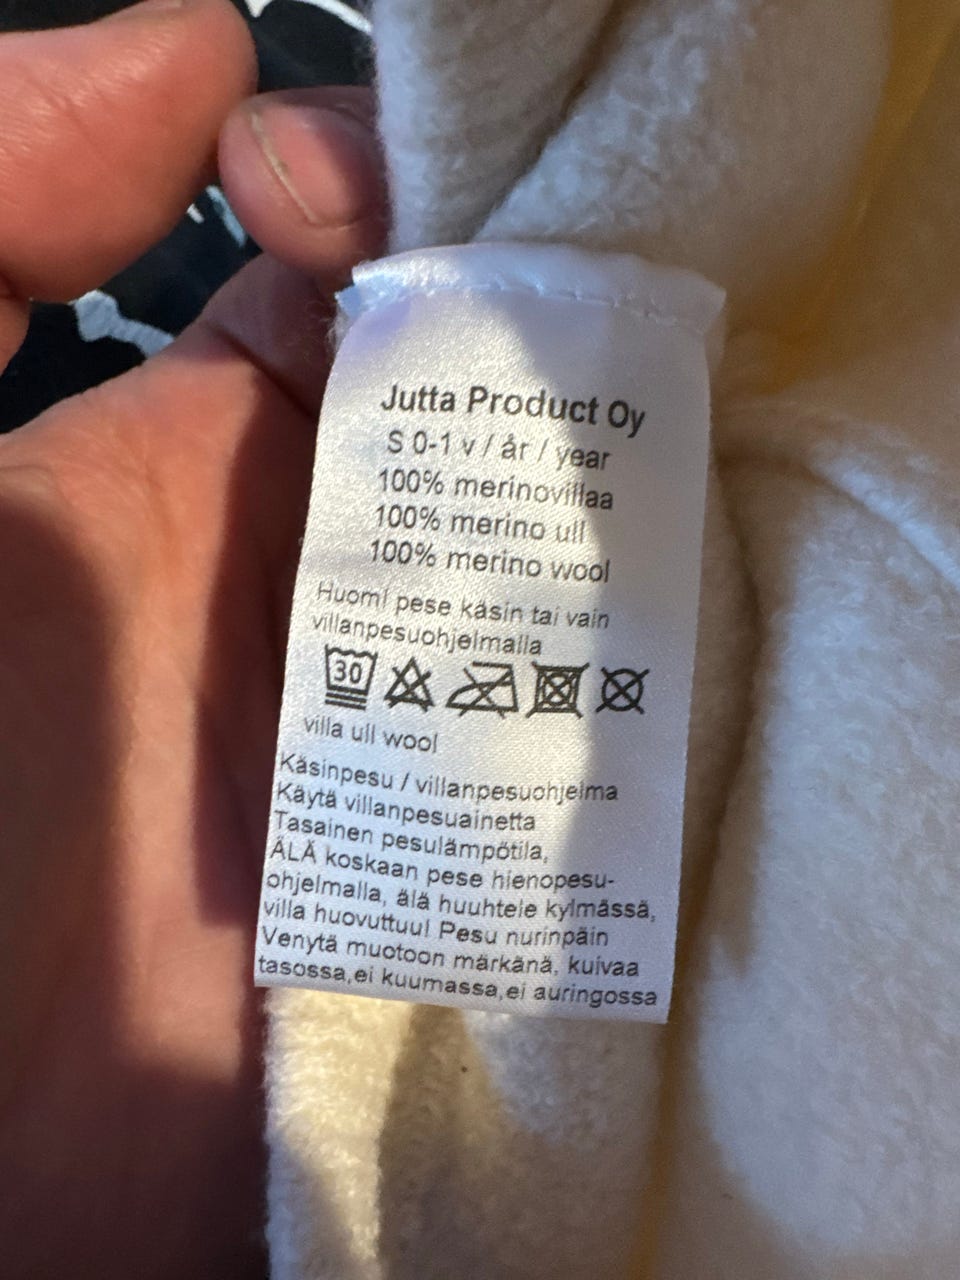 Jutta Product Oy
S 0-1 v / år / year
100% merinovillaa
100% merino ull
100% merino wool
Huom! pese käsin tai vain
villanpesuohjelmalla
30
villa ull wool
Käsinpesu / villanpesuohjelma
Käytä villanpesuainetta
Tasainen pesulämpötila,
ÄLÄ koskaan pese hienopesu-
ohjelmalla, älä huuhtele kylmässä,
villa huovuttuu! Pesu nurinpäin
Venytä muotoon märkänä, kuivaa
tasossa,ei kuumassa,ei auringossa